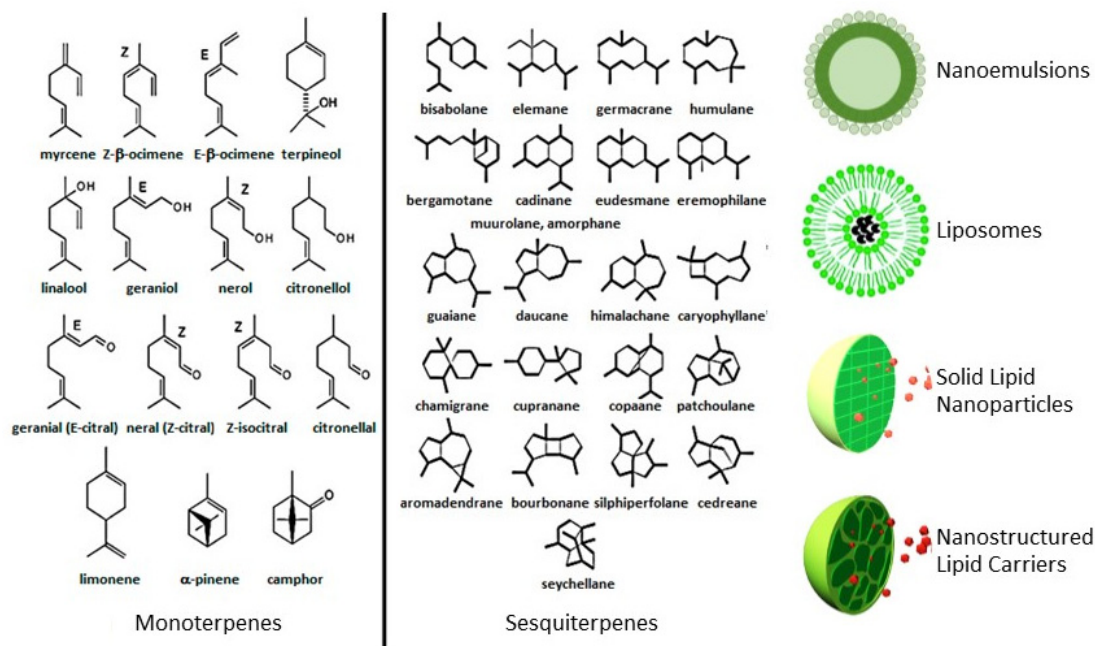 Z
E
OH
myrcene Z-β-ocimene E-β-ocimene terpineol
OH
E
OH
Z
OH
OH
linalool geraniol nerol citronellol
E
O
Z
O
Z
O
O
geranial (E-citral) neral (Z-citral) Z-isocitral citronellal
O
limonene α-pinene camphor
Monoterpenes
bisabolane elemane germacrane humulane
bergamotane cadinane eudesmane eremophilane
muurolane, amorphane
guaiane daucane himalachane caryophyllane
chamigrane cupranane copaane patchoulane
aromadendrane bourbonane silphiperfolane cedreane
seychellane
Sesquiterpenes
Nanoemulsions
Liposomes
Solid Lipid
Nanoparticles
Nanostructured
Lipid Carriers